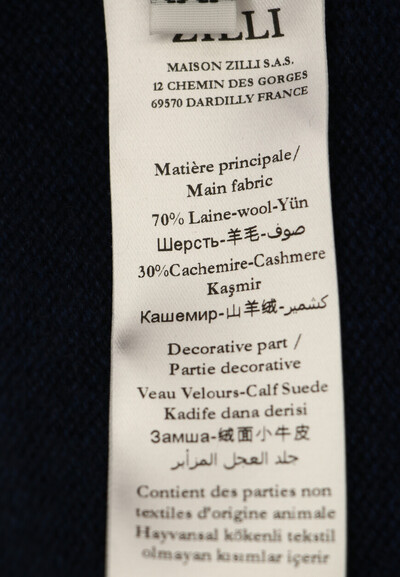 ZILLI
MAISON ZILLI S.A.S.
12 CHEMIN DES GORGES
69570 DARDILLY FRANCE
Matière principale/
Main fabric
70% Laine-wool-Yün
Шерсть-羊毛-صوف
30%Cachemire-Cashmere
Kaşmir
Кашемир-山羊绒-كشمير
Decorative part /
Partie decorative
Veau Velours-Calf Suede
Kadife dana derisi
Замша-绒面小牛皮
جلد العجل المزأبر
Contient des parties non
textiles d'origine animale
Hayvansal kökenli tekstil
olmayan kısımlar içerir